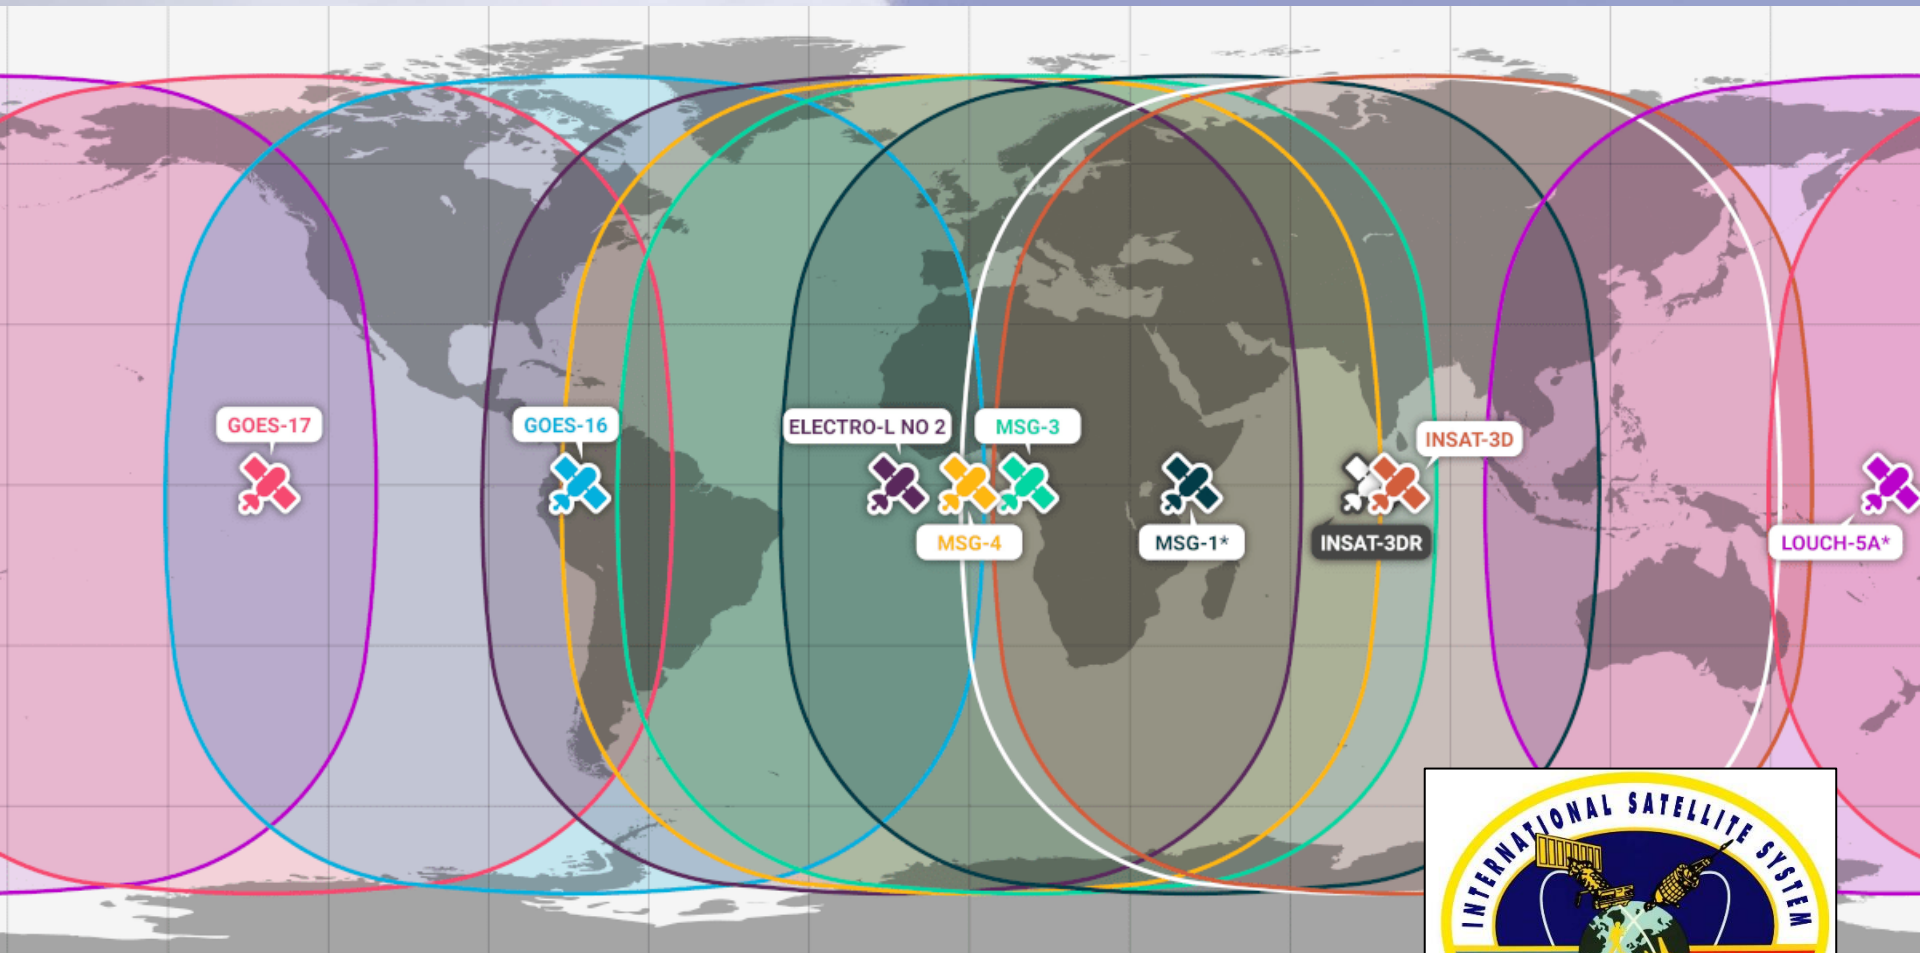 GOES-17
GOES-16
ELECTRO-L NO 2
MSG-3
INSAT-3D
MSG-4
MSG-1*
INSAT-3DR
LOUCH-5A*
INTERNATIONAL SATELLITE SYSTEM